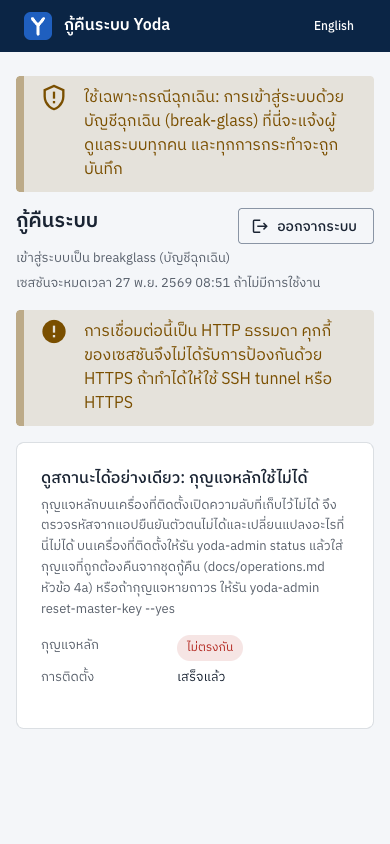 กู้คืนระบบ Yoda
English
ใช้เฉพาะกรณีฉุกเฉิน: การเข้าสู่ระบบด้วย
บัญชีฉุกเฉิน (break-glass) ที่นี่จะแจ้งผู้
ดูแลระบบทุกคน และทุกการกระทำจะถูก
บันทึก
กู้คืนระบบ
ออกจากระบบ
เข้าสู่ระบบเป็น breakglass (บัญชีฉุกเฉิน)
เซสชันจะหมดเวลา 27 พ.ย. 2569 08:51 ถ้าไม่มีการใช้งาน
การเชื่อมต่อนี้เป็น HTTP ธรรมดา คุกกี้
ของเซสชันจึงไม่ได้รับการป้องกันด้วย
HTTPS ถ้าทำได้ให้ใช้ SSH tunnel หรือ
HTTPS
ดูสถานะได้อย่างเดียว: กุญแจหลักใช้ไม่ได้
กุญแจหลักบนเครื่องที่ติดตั้งเปิดความลับที่เก็บไว้ไม่ได้ จึง
ตรวจรหัสจากแอปยืนยันตัวตนไม่ได้และเปลี่ยนแปลงอะไรที่
นี่ไม่ได้ บนเครื่องที่ติดตั้งให้รัน yoda-admin status แล้วใส่
กุญแจที่ถูกต้องคืนจากชุดกู้คืน (docs/operations.md
หัวข้อ 4a) หรือถ้ากุญแจหายถาวร ให้รัน yoda-admin
reset-master-key --yes
กุญแจหลัก
ไม่ตรงกัน
การติดตั้ง
เสร็จแล้ว